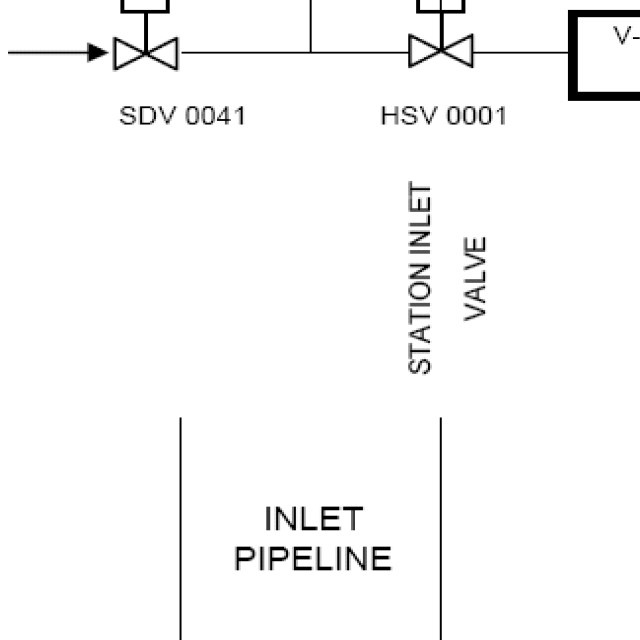 V-
SDV 0041
HSV 0001
STATION INLET
VALVE
INLET
PIPELINE